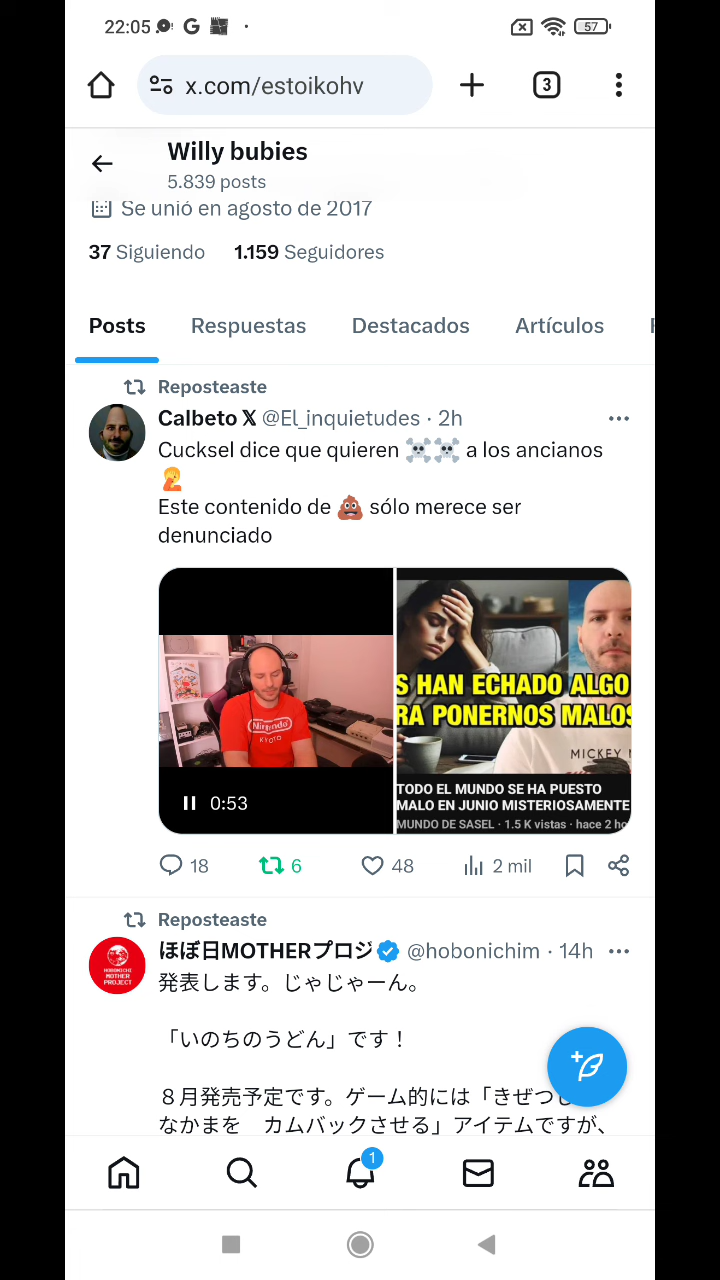 22:05
57
x.com/estoikohv
3
Willy bubies
5.839 posts
Se unió en agosto de 2017
37 Siguiendo 1.159 Seguidores
Posts Respuestas Destacados Artículos
Reposteaste
Calbeto 𝕏 @El_inquietudes · 2h
Cucksel dice que quieren ☠️☠️ a los ancianos
🤦
Este contenido de 💩 sólo merece ser
denunciado
Nintendo
KYOTO
0:53
S HAN ECHADO ALGO
RA PONERNOS MALOS
MICKEY
TODO EL MUNDO SE HA PUESTO
MALO EN JUNIO MISTERIOSAMENTE
MUNDO DE SASEL · 1.5 K vistas · hace 2 ho
18 6 48 2 mil
Reposteaste
ほぼ日MOTHERプロジ @hobonichim · 14h
HOBONICHI
MOTHER
PROJECT
発表します。じゃじゃーん。
「いのちのうどん」です！
８月発売予定です。ゲーム的には「きぜつし
なかまを　カムバックさせる」アイテムですが、
1